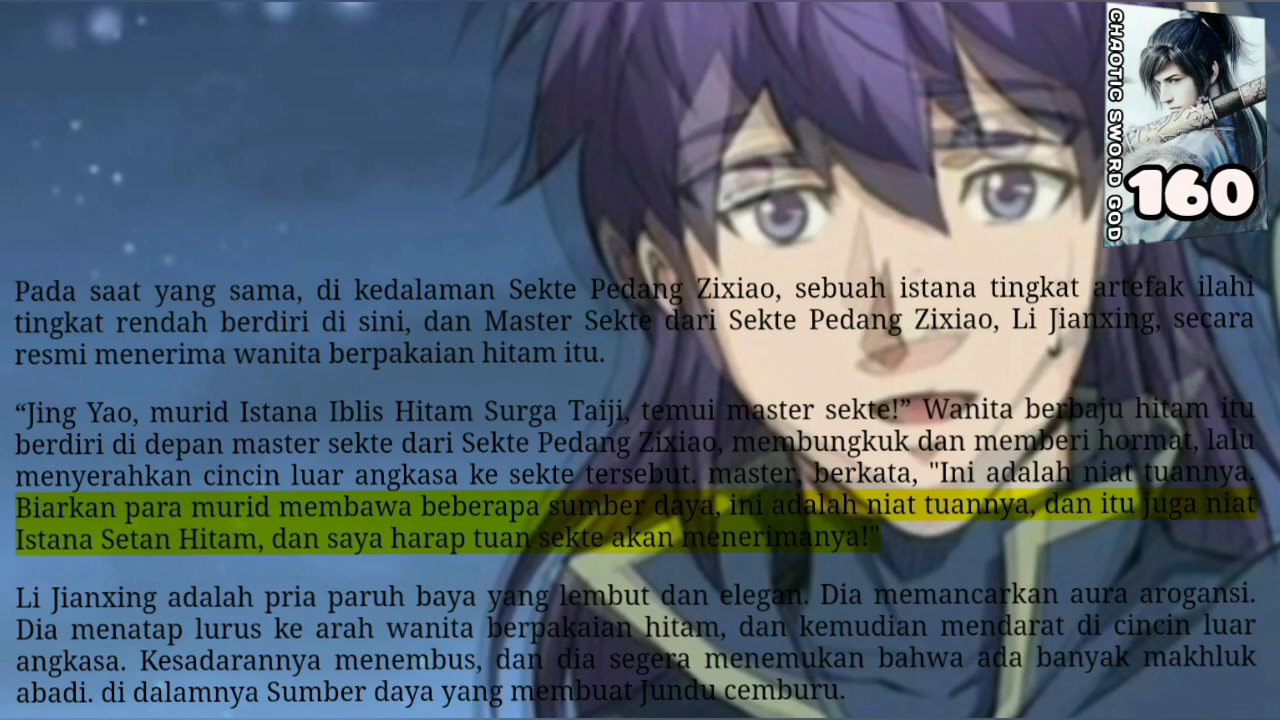 CHAOTIC SWORD GOD
160
Pada saat yang sama, di kedalaman Sekte Pedang Zixiao, sebuah istana tingkat artefak ilahi
tingkat rendah berdiri di sini, dan Master Sekte dari Sekte Pedang Zixiao, Li Jianxing, secara
resmi menerima wanita berpakaian hitam itu.
“Jing Yao, murid Istana Iblis Hitam Surga Taiji, temui master sekte!” Wanita berbaju hitam itu
berdiri di depan master sekte dari Sekte Pedang Zixiao, membungkuk dan memberi hormat, lalu
menyerahkan cincin luar angkasa ke sekte tersebut. master, berkata, "Ini adalah niat tuannya.
Biarkan para murid membawa beberapa sumber daya, ini adalah niat tuannya, dan itu juga niat
Istana Setan Hitam, dan saya harap tuan sekte akan menerimanya!"
Li Jianxing adalah pria paruh baya yang lembut dan elegan. Dia memancarkan aura arogansi.
Dia menatap lurus ke arah wanita berpakaian hitam, dan kemudian mendarat di cincin luar
angkasa. Kesadarannya menembus, dan dia segera menemukan bahwa ada banyak makhluk
abadi. di dalamnya Sumber daya yang membuat Jundu cemburu.